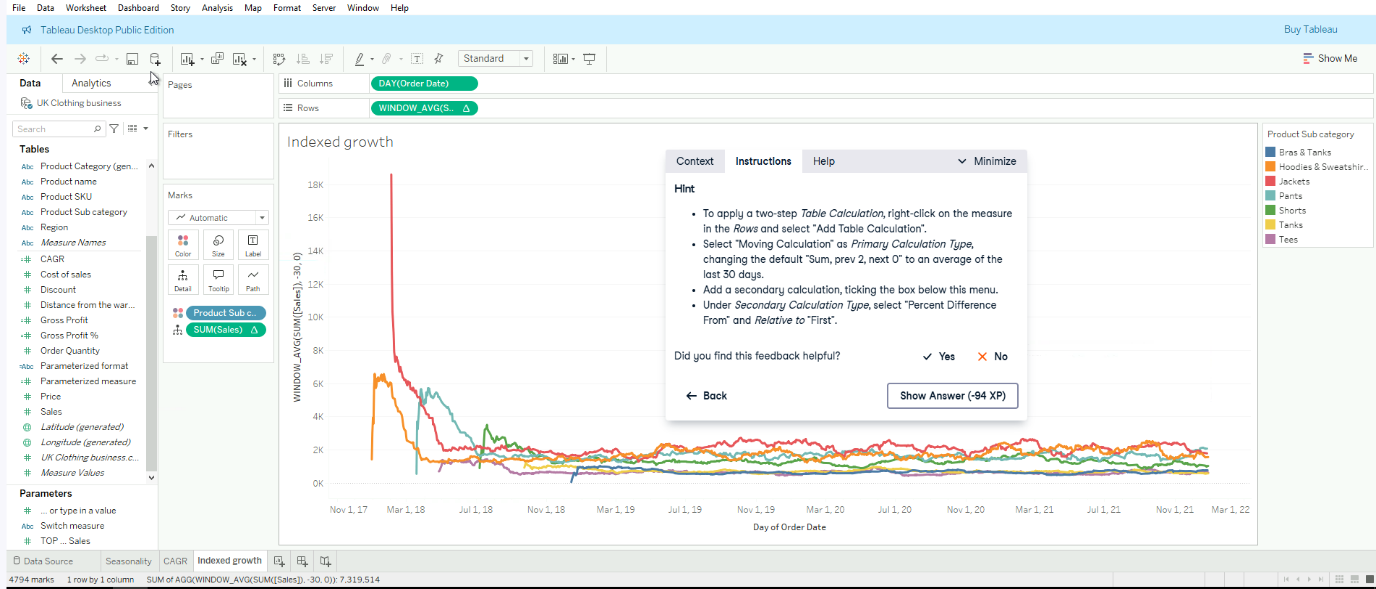 File Data Worksheet Dashboard Story Analysis Map Format Server Window Help
Tableau Desktop Public Edition Buy Tableau
Standard Show Me
Data Analytics
UK Clothing business
Search
Tables
Abc Product Category (gen...
Abc Product name
Abc Product SKU
Abc Product Sub category
Abc Region
Abc Measure Names
CAGR
Cost of sales
Discount
Distance from the war...
Gross Profit
Gross Profit %
Order Quantity
=Abc Parameterized format
Parameterized measure
Price
Sales
Latitude (generated)
Longitude (generated)
UK Clothing business.c...
Measure Values
Parameters
... or type in a value
Abc Switch measure
TOP ... Sales
Pages
Filters
Marks
Automatic
Color Size Label
Detail Tooltip Path
Product Sub c..
SUM(Sales) Δ
Columns DAY(Order Date)
Rows WINDOW_AVG(S.. Δ
Indexed growth
WINDOW_AVG(SUM([Sales]), -30, 0)
18K
16K
14K
12K
10K
8K
6K
4K
2K
0K
Nov 1, 17 Mar 1, 18 Jul 1, 18 Nov 1, 18 Mar 1, 19 Jul 1, 19 Nov 1, 19 Mar 1, 20 Jul 1, 20 Nov 1, 20 Mar 1, 21 Jul 1, 21 Nov 1, 21 Mar 1, 22
Day of Order Date
Context Instructions Help Minimize
Hint
• To apply a two-step Table Calculation, right-click on the measure
in the Rows and select "Add Table Calculation".
• Select "Moving Calculation" as Primary Calculation Type,
changing the default "Sum, prev 2, next 0" to an average of the
last 30 days.
• Add a secondary calculation, ticking the box below this menu.
• Under Secondary Calculation Type, select "Percent Difference
From" and Relative to "First".
Did you find this feedback helpful? Yes No
Back Show Answer (-94 XP)
Product Sub category
Bras & Tanks
Hoodies & Sweatshir...
Jackets
Pants
Shorts
Tanks
Tees
Data Source Seasonality CAGR Indexed growth
4794 marks 1 row by 1 column SUM of AGG(WINDOW_AVG(SUM([Sales]), -30, 0)): 7,319,514